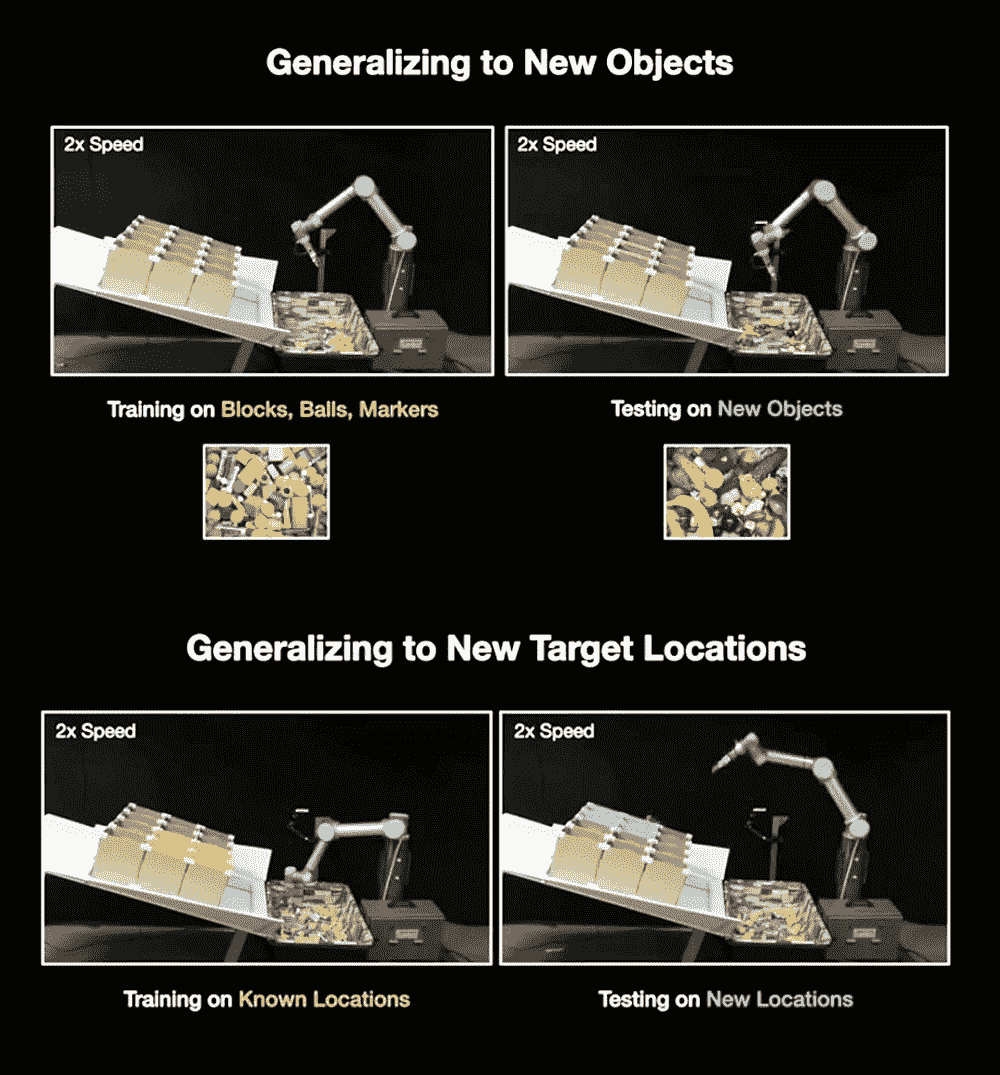 Generalizing to New Objects
2x Speed
2x Speed
Training on Blocks, Balls, Markers
Testing on New Objects
Generalizing to New Target Locations
2x Speed
2x Speed
Training on Known Locations
Testing on New Locations